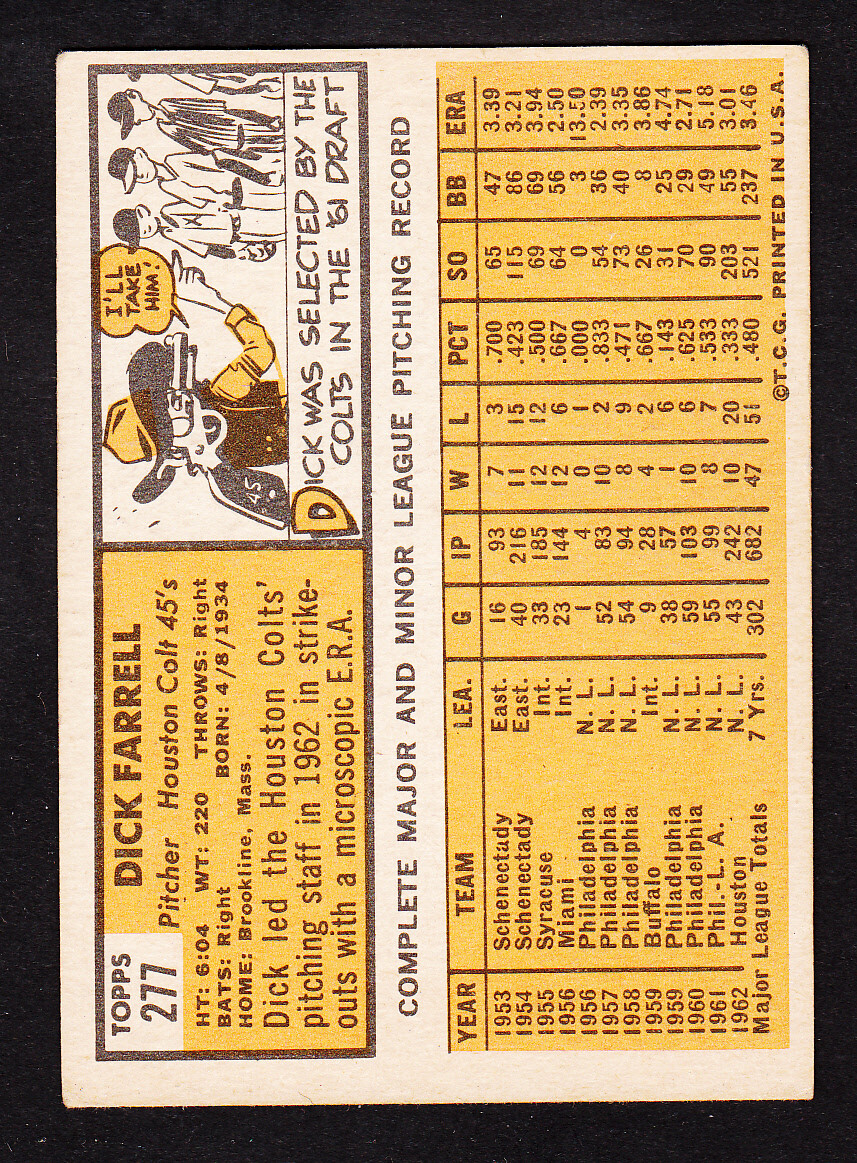 TOPPS
277
DICK FARRELL
Pitcher Houston Colt 45's
HT: 6:04 WT: 220 THROWS: Right
BATS: Right BORN: 4/8/1934
HOME: Brookline, Mass.
Dick led the Houston Colts'
pitching staff in 1962 in strike-
outs with a microscopic E.R.A.
I'LL
TAKE
HIM!
45
DICK WAS SELECTED BY THE
COLTS IN THE '61 DRAFT
COMPLETE MAJOR AND MINOR LEAGUE PITCHING RECORD
YEAR TEAM LEA. G IP W L PCT SO BB ERA
1953 Schenectady East. 16 93 7 3 .700 65 47 3.39
1954 Schenectady East. 40 216 11 15 .423 115 86 3.21
1955 Syracuse Int. 33 185 12 12 .500 69 69 3.94
1956 Miami Int. 23 144 12 6 .667 64 56 2.50
1956 Philadelphia N. L. 1 4 0 1 .000 0 3 13.50
1957 Philadelphia N. L. 52 83 10 2 .833 54 36 2.39
1958 Philadelphia N. L. 54 94 8 9 .471 73 40 3.35
1959 Buffalo Int. 9 28 4 2 .667 26 8 3.86
1959 Philadelphia N. L. 38 57 1 6 .143 31 25 4.74
1960 Philadelphia N. L. 59 103 10 6 .625 70 29 2.71
1961 Phil.-L. A. N. L. 55 99 8 7 .533 90 49 5.18
1962 Houston N. L. 43 242 10 20 .333 203 55 3.01
Major League Totals 7 Yrs. 302 682 47 51 .480 521 237 3.46
©T.C.G. PRINTED IN U.S.A.